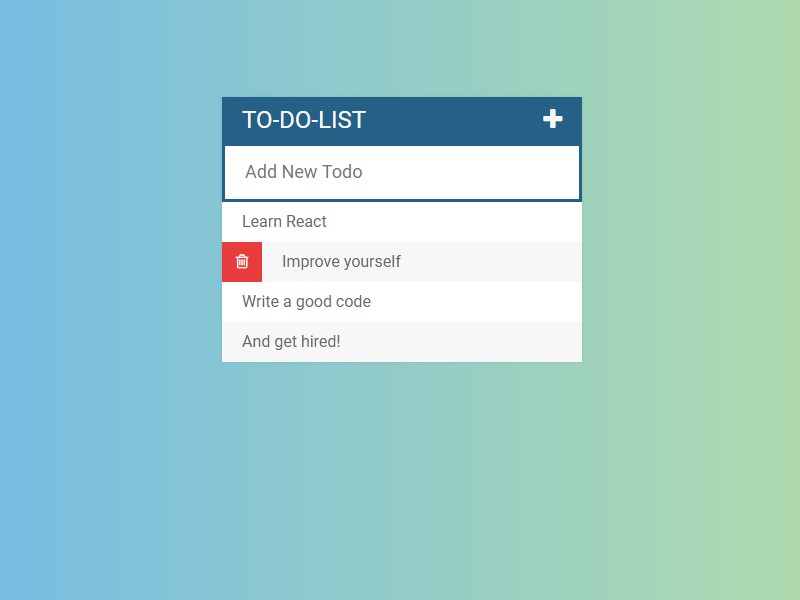 TO-DO-LIST
Add New Todo
Learn React
Improve yourself
Write a good code
And get hired!